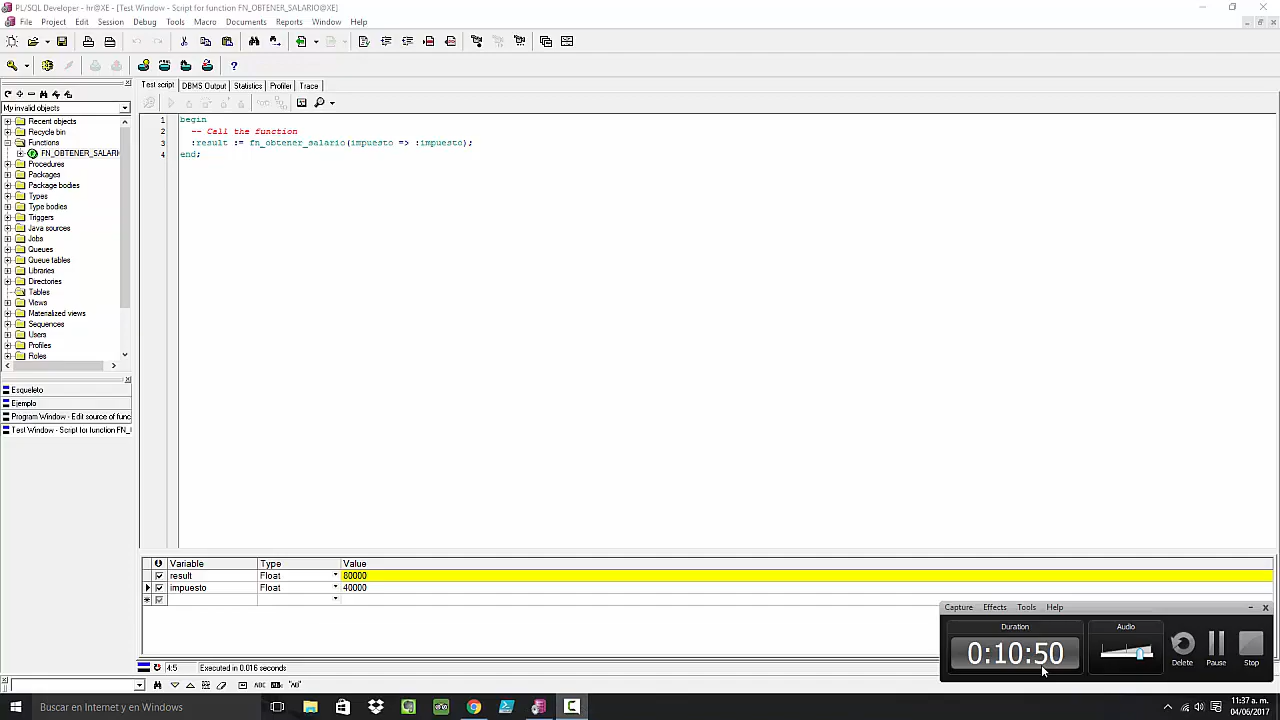 PL/SQL Developer - hr@XE - [Test Window - Script for function FN_OBTENER_SALARIO@XE]
File Project Edit Session Debug Tools Macro Documents Reports Window Help
Test script DBMS Output Statistics Profiler Trace
My invalid objects
Recent objects
Recycle bin
Functions
FN_OBTENER_SALARI
Procedures
Packages
Package bodies
Types
Type bodies
Triggers
Java sources
Jobs
Queues
Queue tables
Libraries
Directories
Tables
Views
Materialized views
Sequences
Users
Profiles
Roles
Esqueleto
Ejemplo
Program Window - Edit source of func
Test Window - Script for function FN_
1 begin
2 -- Call the function
3 :result := fn_obtener_salario(impuesto => :impuesto);
4 end;
Variable Type Value
result Float 80000
impuesto Float 40000
4:5 Executed in 0.016 seconds
Capture Effects Tools Help
Duration Audio
0:10:50
Delete Pause Stop
Buscar en Internet y en Windows
11:37 a. m.
04/06/2017